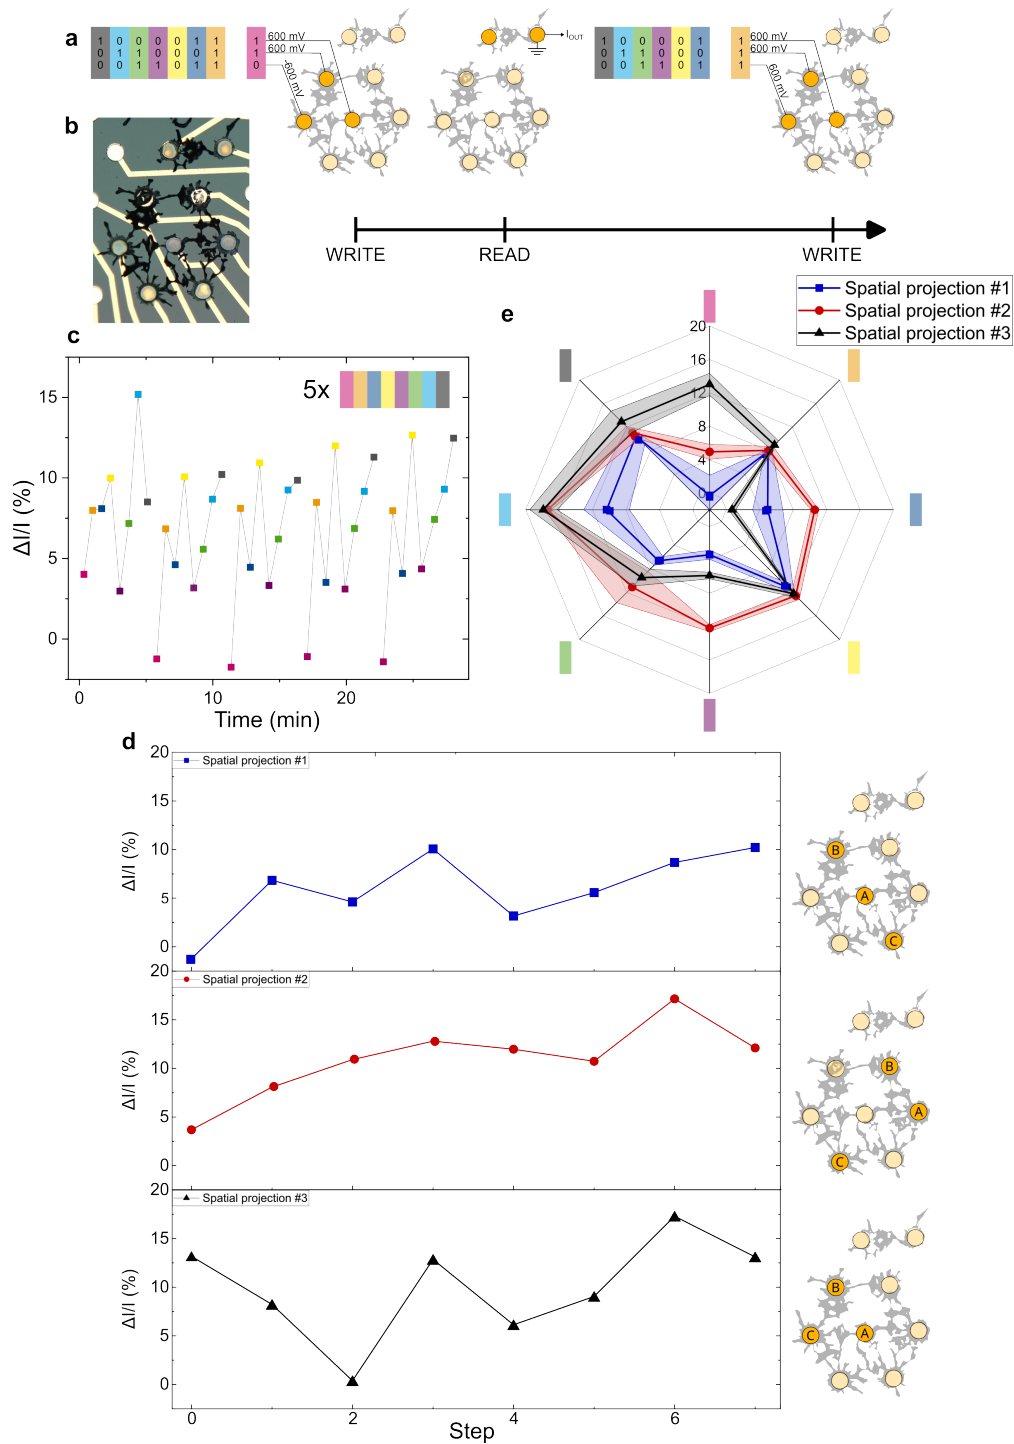 a
1 0 0 0 0 1 1
0 1 0 0 0 0 1
0 0 1 1 0 1 1
1
1
0
600 mV
600 mV
-600 mV
IOUT
1 0 0 0 0 1
0 1 0 0 0 0
0 0 1 1 0 1
1
1
1
600 mV
600 mV
600 mV
WRITE
READ
WRITE
b
c
5x
ΔI/I (%)
15
10
5
0
0
10
20
Time (min)
e
Spatial projection #1
Spatial projection #2
Spatial projection #3
20
16
12
8
4
0
d
Spatial projection #1
ΔI/I (%)
20
15
10
5
0
B
A
C
Spatial projection #2
ΔI/I (%)
20
15
10
5
0
B
A
C
Spatial projection #3
ΔI/I (%)
20
15
10
5
0
B
C
A
0
2
4
6
Step